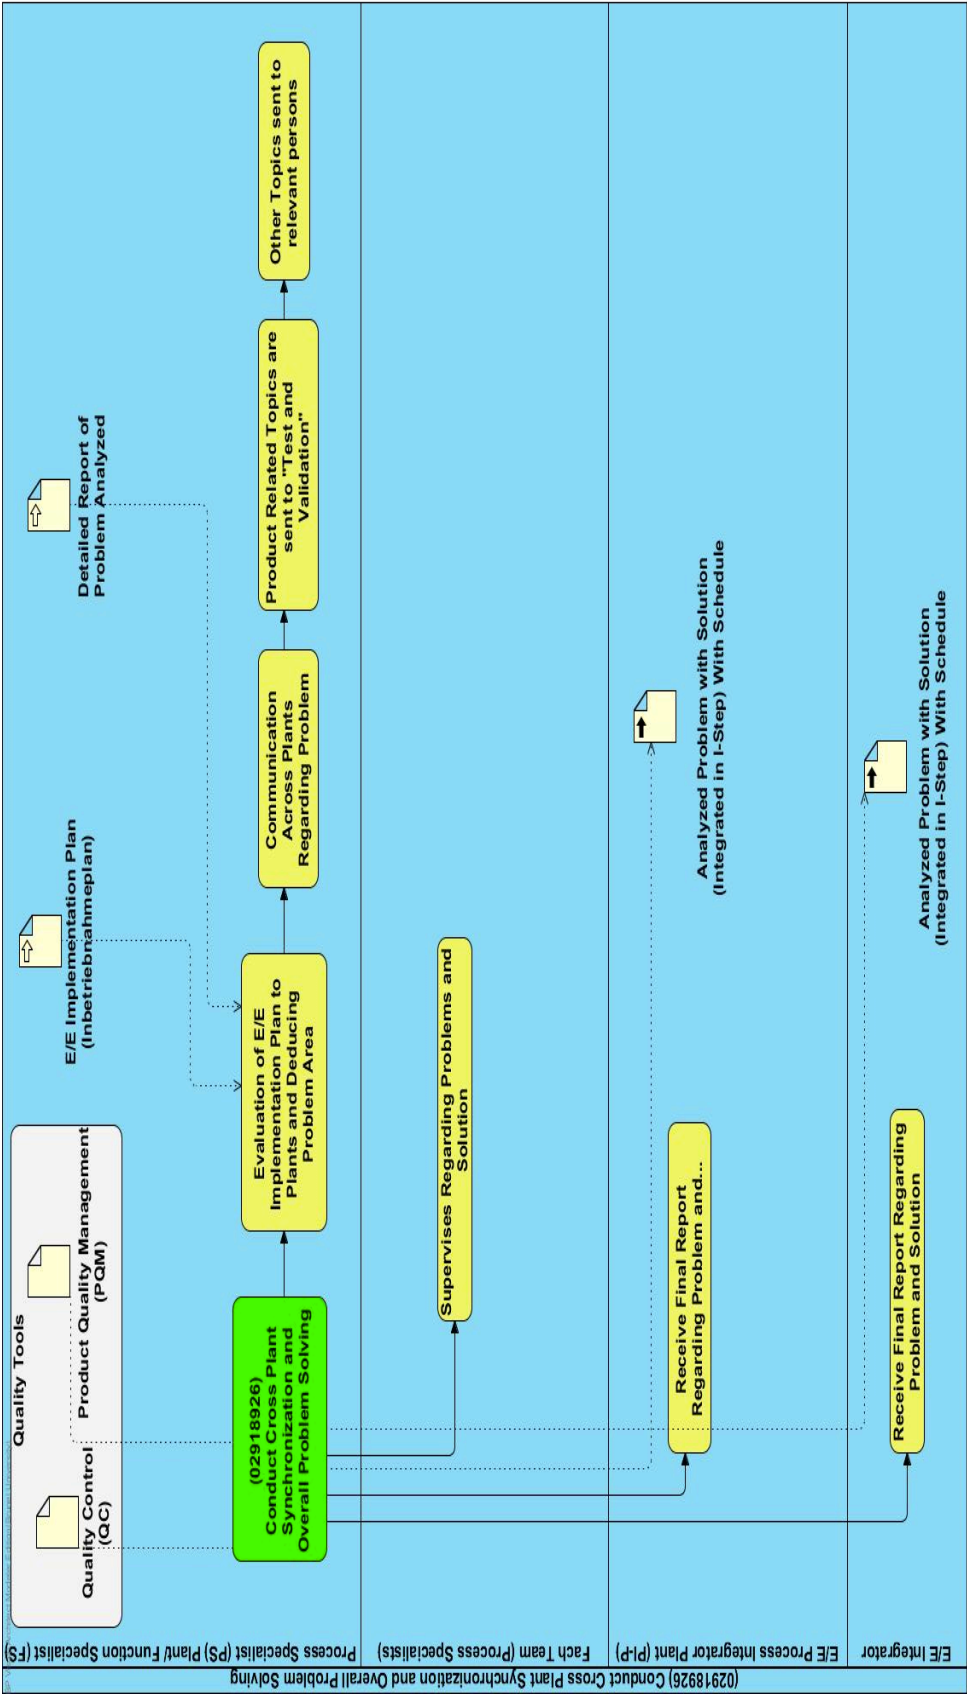 (02918926) Conduct Cross Plant Synchronization and Overall Problem Solving
Process Specialist (PS) Plant/ Function Specialist (FS)
Quality Tools
Quality Control
(QC)
Product Quality Management
(PQM)
E/E Implementation Plan
(Inbetriebnahmeplan)
Detailed Report of
Problem Analyzed
(02918926)
Conduct Cross Plant
Synchronization and
Overall Problem Solving
Evaluation of E/E
Implementation Plan to
Plants and Deducing
Problem Area
Communication
Across Plants
Regarding Problem
Product Related Topics are
sent to "Test and
Validation"
Other Topics sent to
relevant persons
Fach Team (Process Specialists)
Supervises Regarding Problems and
Solution
E/E Process Integrator Plant (PI-P)
Receive Final Report
Regarding Problem and...
Analyzed Problem with Solution
(Integrated in I-Step) With Schedule
E/E Integrator
Receive Final Report Regarding
Problem and Solution
Analyzed Problem with Solution
(Integrated in I-Step) With Schedule